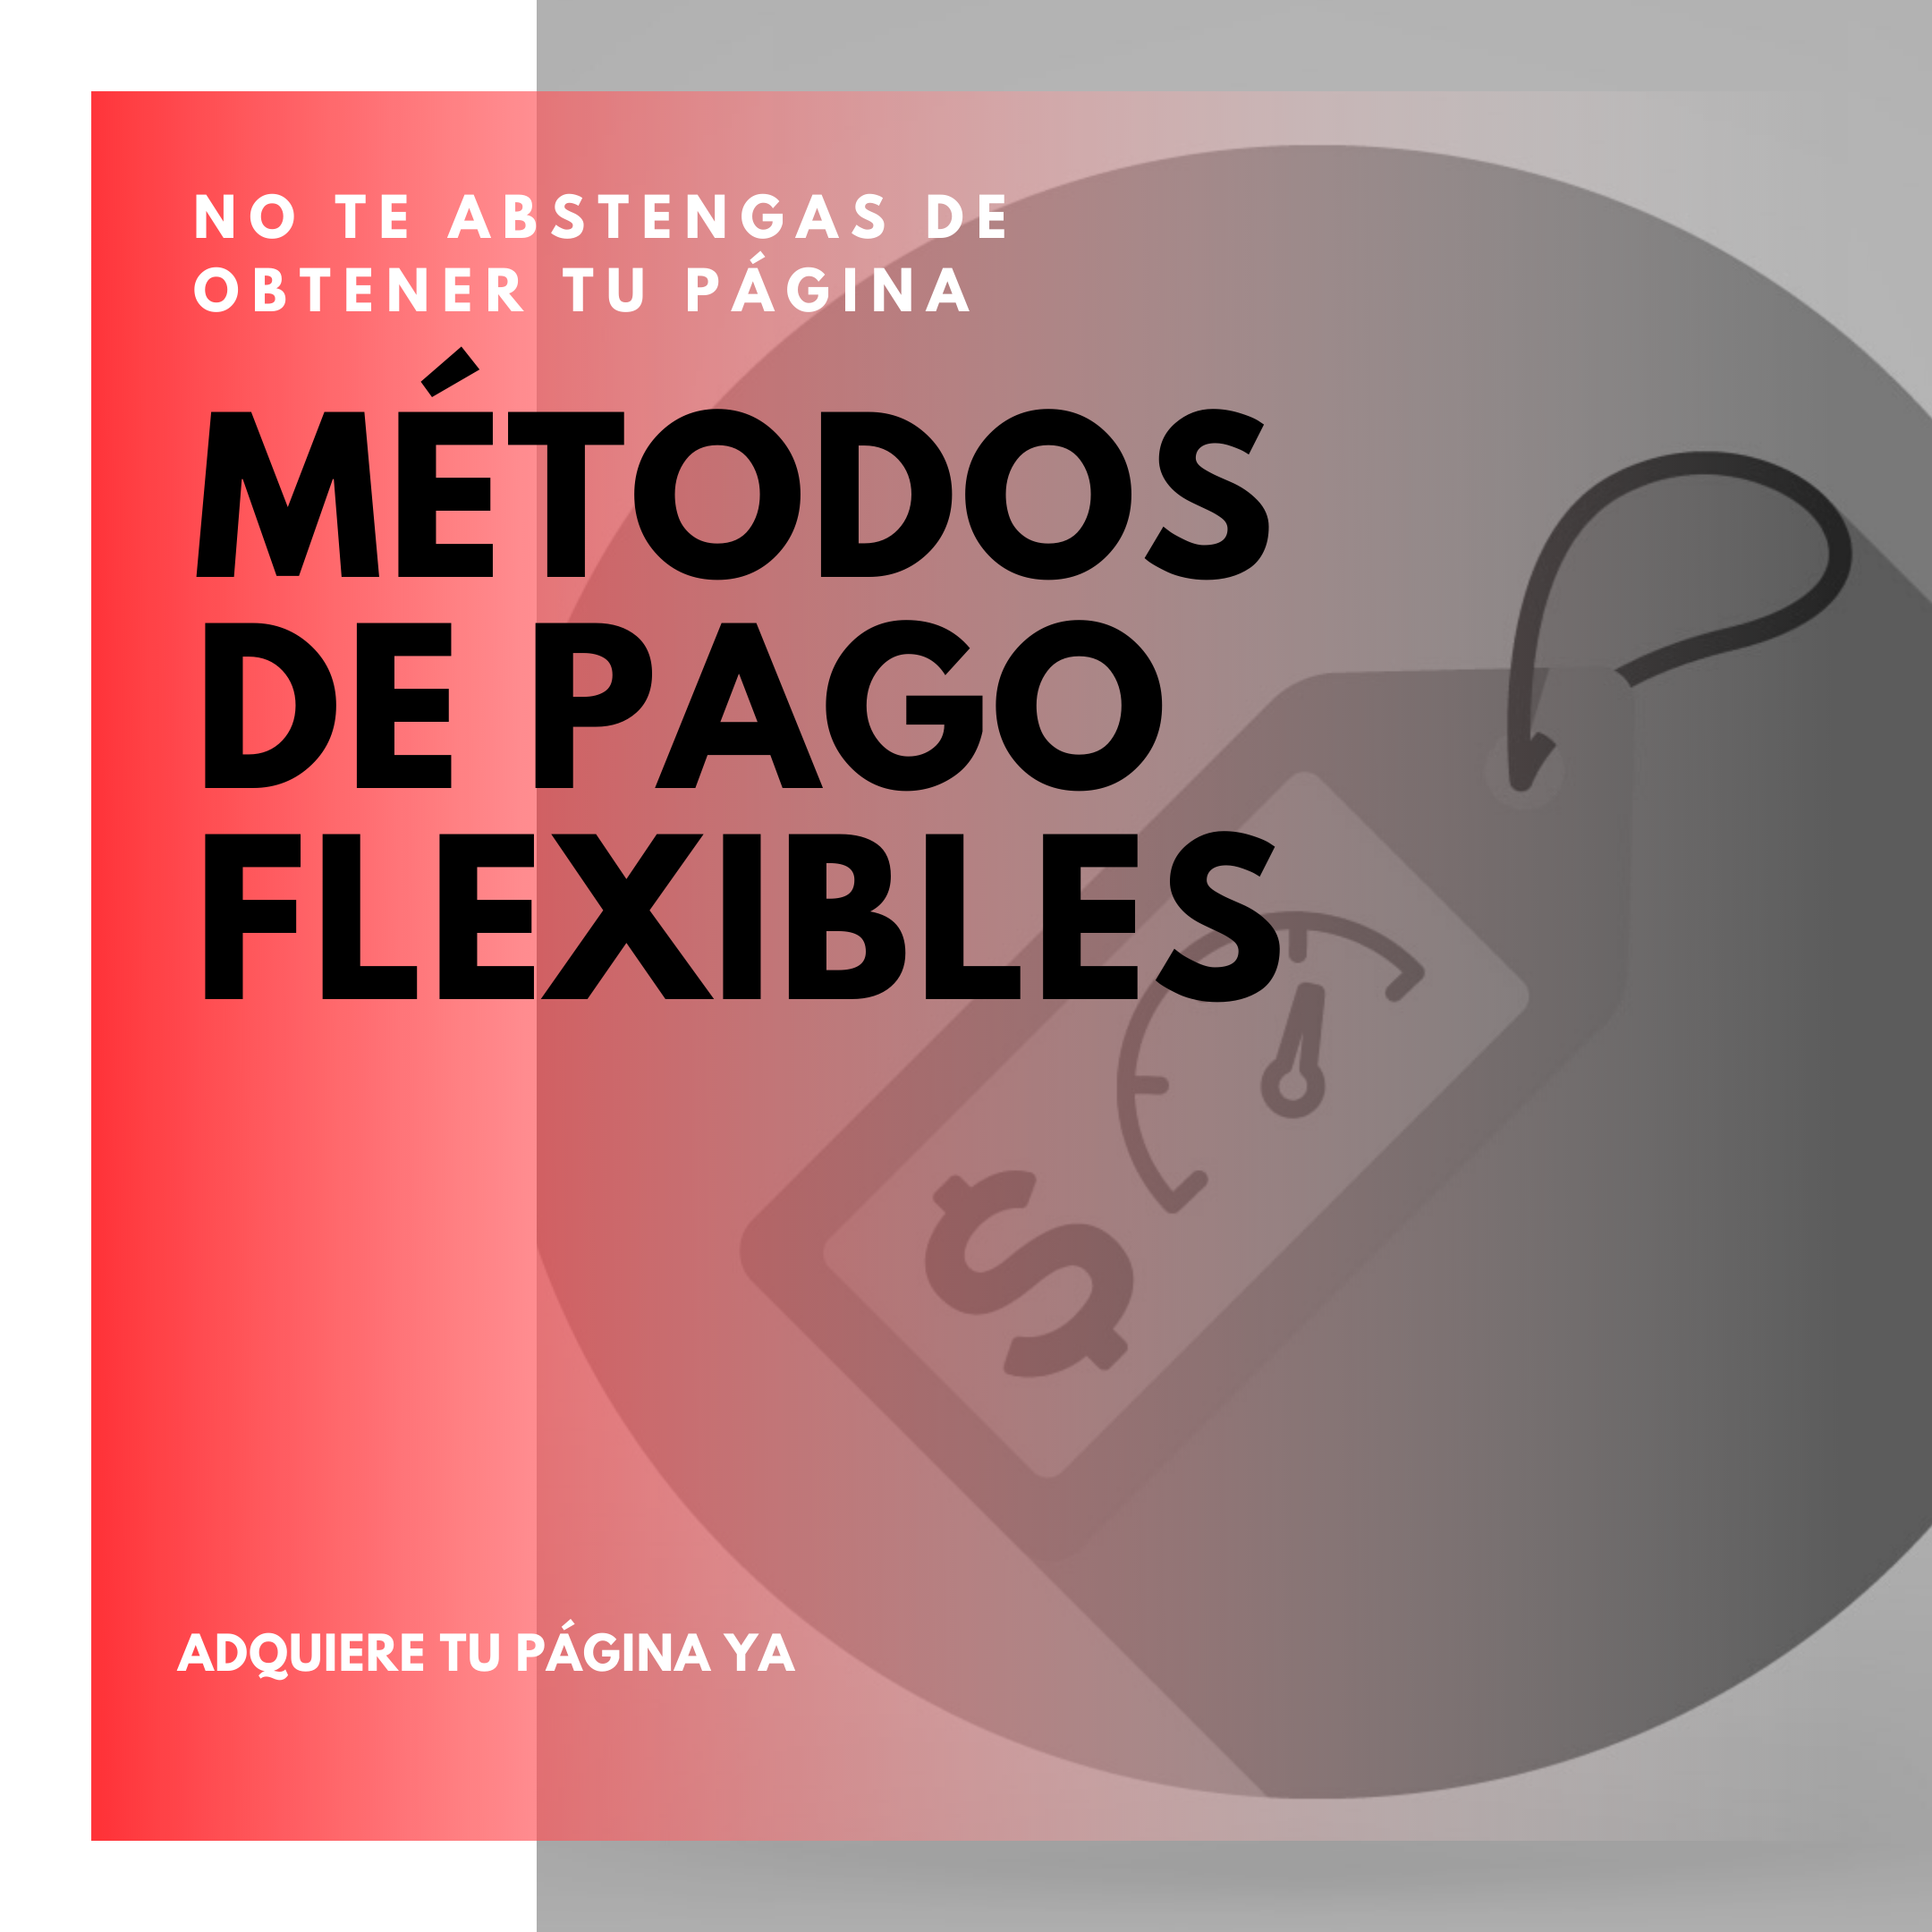 NO TE ABSTENGAS DE
OBTENER TU PÁGINA
MÉTODOS
DE PAGO
FLEXIBLES
$
ADQUIERE TU PÁGINA YA